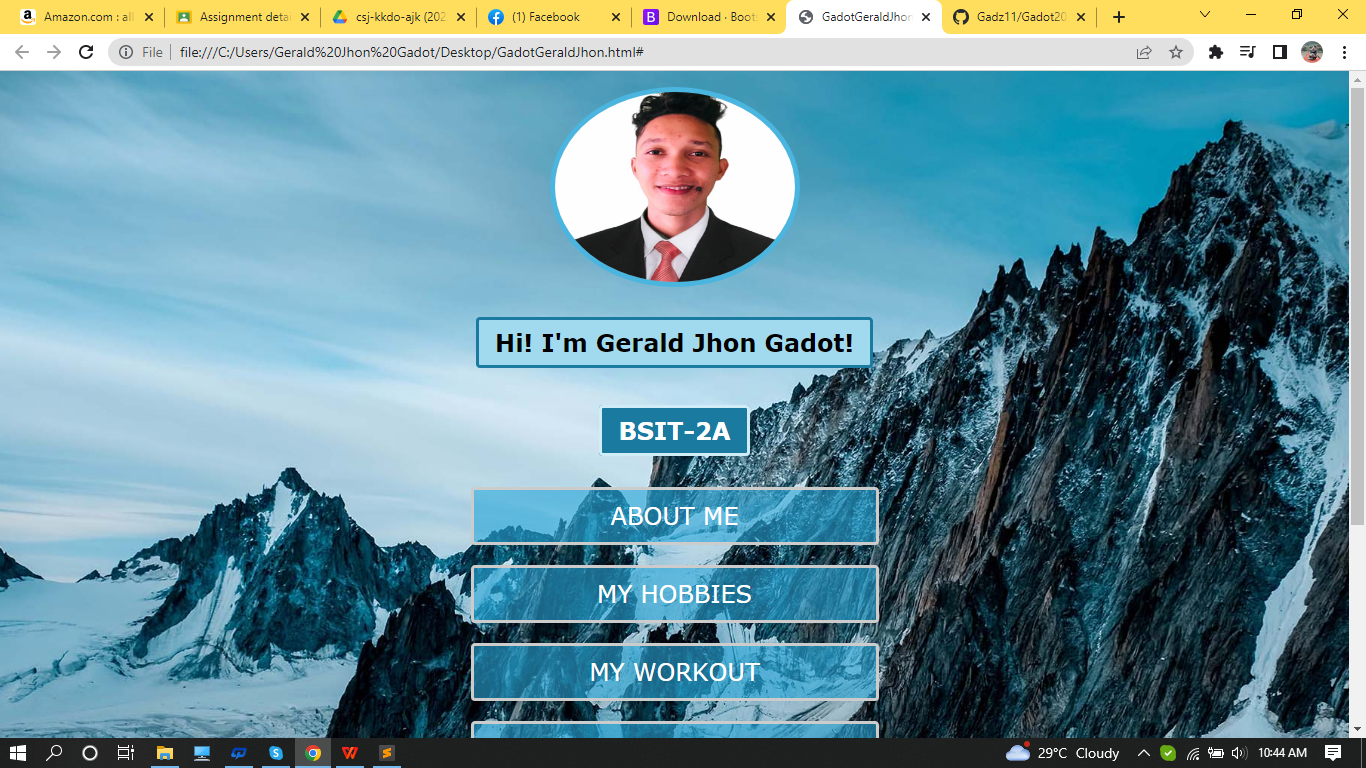 Amazon.com : all
Assignment detai
csj-kkdo-ajk (202
(1) Facebook
Download · Boots
GadotGeraldJhon
Gadz11/Gadot20
File
file:///C:/Users/Gerald%20Jhon%20Gadot/Desktop/GadotGeraldJhon.html#
Hi! I'm Gerald Jhon Gadot!
BSIT-2A
ABOUT ME
MY HOBBIES
MY WORKOUT
29°C Cloudy
10:44 AM